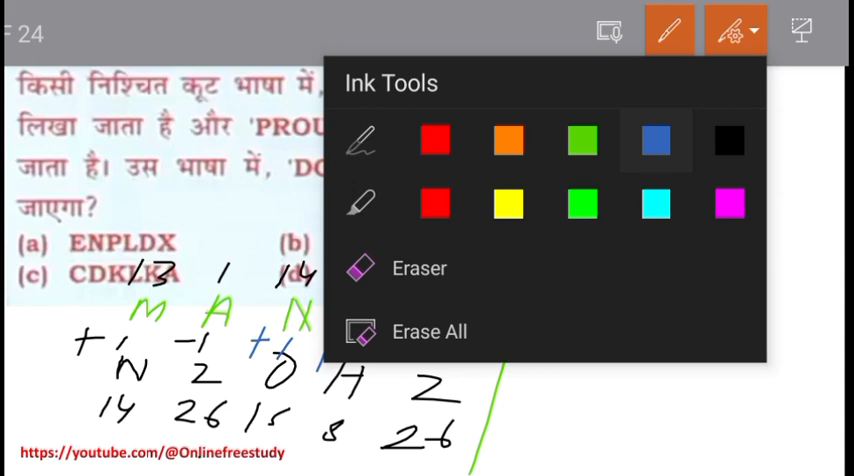 F 24
किसी निश्चित कूट भाषा में,
लिखा जाता है और 'PROU
जाता है। उस भाषा में, 'DO
जाएगा?
(a) ENPLDX (b)
(c) CDKLKA (d)
Ink Tools
Eraser
Erase All
13 1 14
M A N
+1 -1 +1
N Z O H Z
14 26 15 8 26
https://youtube.com/@Onlinefreestudy